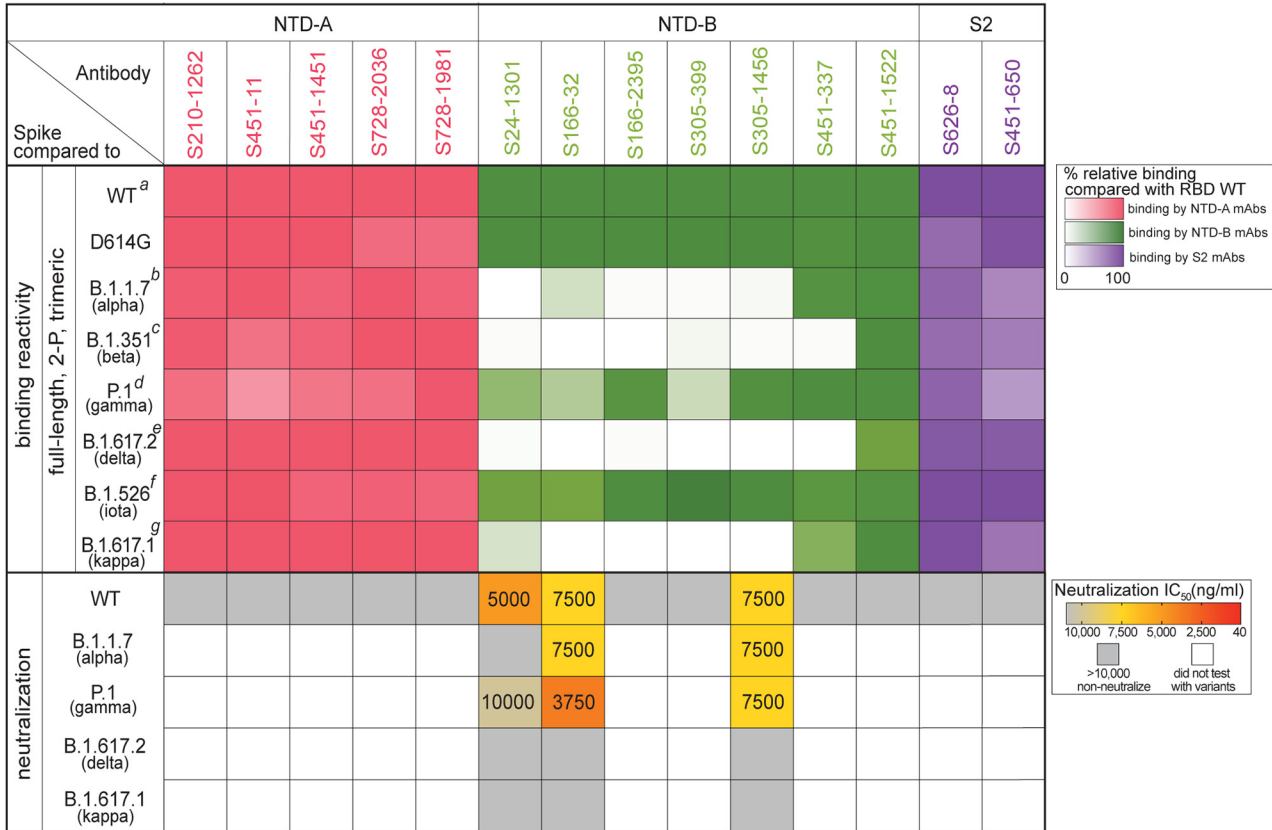 NTD-A NTD-B S2
Antibody
Spike
compared to
S210-1262
S451-11
S451-1451
S728-2036
S728-1981
S24-1301
S166-32
S166-2395
S305-399
S305-1456
S451-337
S451-1522
S626-8
S451-650
binding reactivity
full-length, 2-P, trimeric
WT a
D614G
B.1.1.7 b
(alpha)
B.1.351 c
(beta)
P.1 d
(gamma)
B.1.617.2 e
(delta)
B.1.526 f
(iota)
B.1.617.1 g
(kappa)
neutralization
WT 5000 7500 7500
B.1.1.7 7500 7500
(alpha)
P.1 10000 3750 7500
(gamma)
B.1.617.2
(delta)
B.1.617.1
(kappa)
% relative binding
compared with RBD WT
binding by NTD-A mAbs
binding by NTD-B mAbs
binding by S2 mAbs
0 100
Neutralization IC50(ng/ml)
10,000 7,500 5,000 2,500 40
>10,000 did not test
non-neutralize with variants